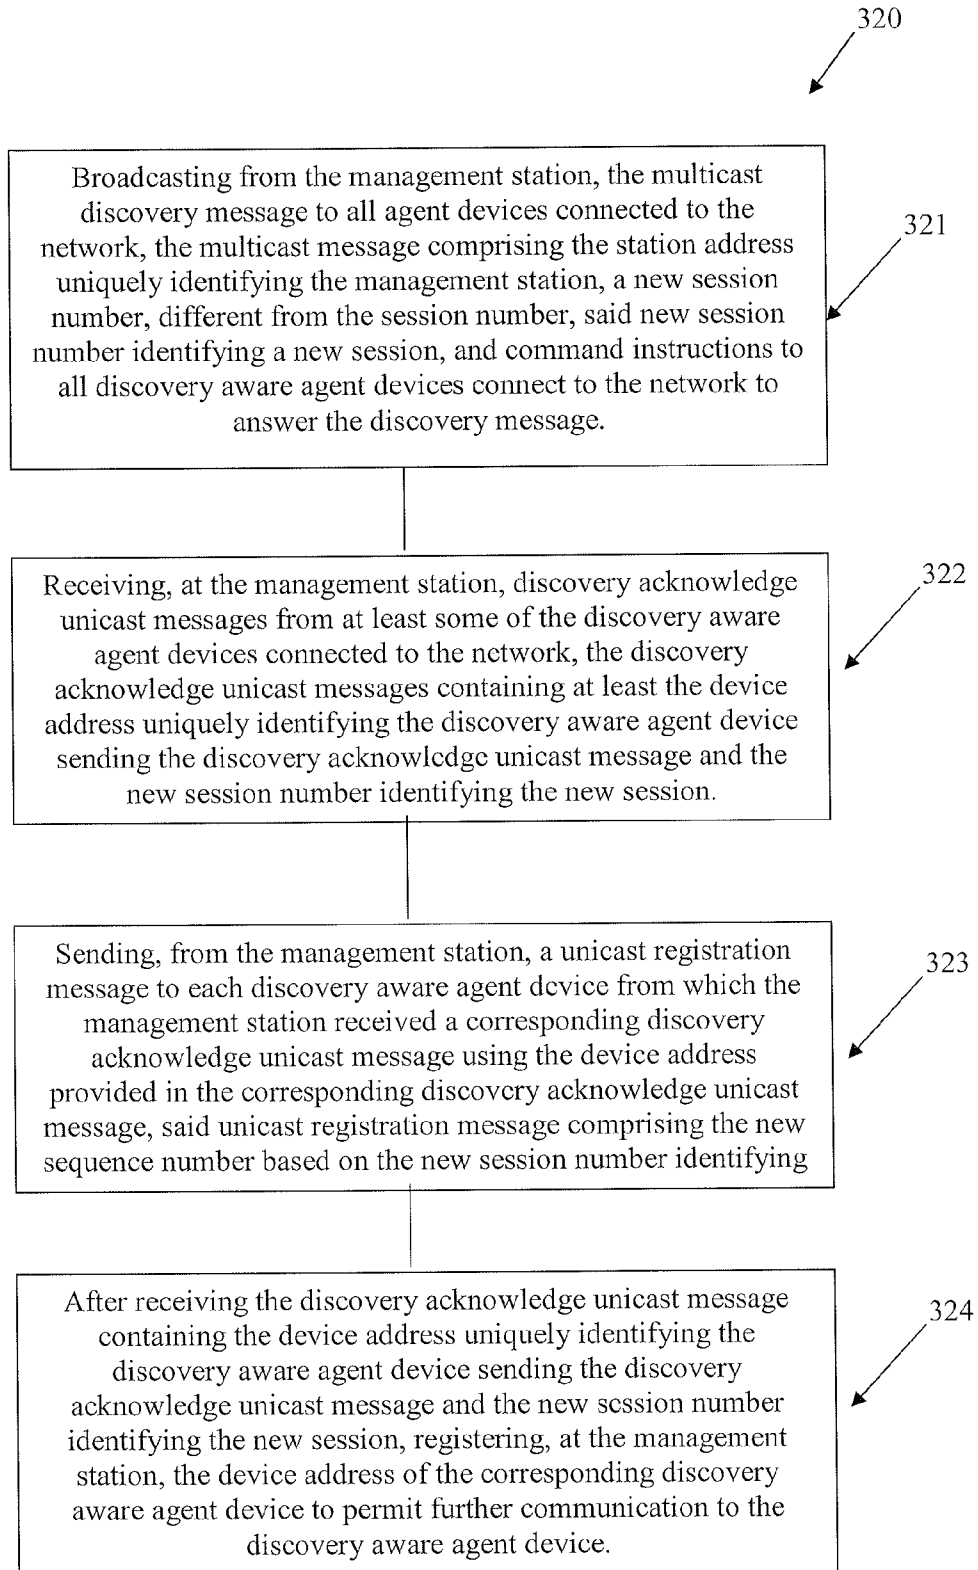 320
Broadcasting from the management station, the multicast
discovery message to all agent devices connected to the
network, the multicast message comprising the station address
uniquely identifying the management station, a new session
number, different from the session number, said new session
number identifying a new session, and command instructions to
all discovery aware agent devices connect to the network to
answer the discovery message.
321
Receiving, at the management station, discovery acknowledge
unicast messages from at least some of the discovery aware
agent devices connected to the network, the discovery
acknowledge unicast messages containing at least the device
address uniquely identifying the discovery aware agent device
sending the discovery acknowledge unicast message and the
new session number identifying the new session.
322
Sending, from the management station, a unicast registration
message to each discovery aware agent device from which the
management station received a corresponding discovery
acknowledge unicast message using the device address
provided in the corresponding discovery acknowledge unicast
message, said unicast registration message comprising the new
sequence number based on the new session number identifying
323
After receiving the discovery acknowledge unicast message
containing the device address uniquely identifying the
discovery aware agent device sending the discovery
acknowledge unicast message and the new session number
identifying the new session, registering, at the management
station, the device address of the corresponding discovery
aware agent device to permit further communication to the
discovery aware agent device.
324